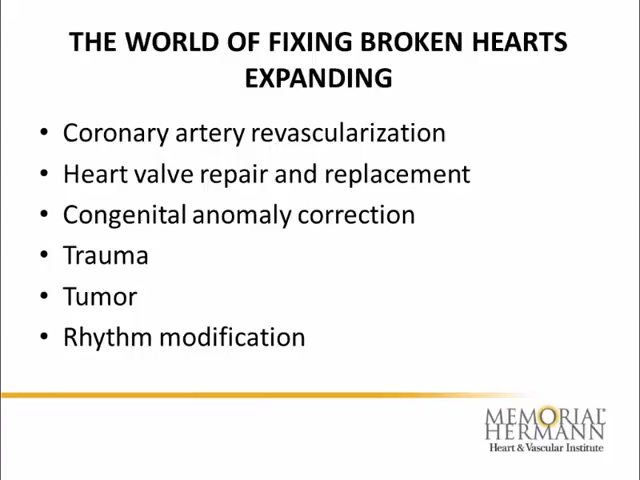 THE WORLD OF FIXING BROKEN HEARTS
EXPANDING
• Coronary artery revascularization
• Heart valve repair and replacement
• Congenital anomaly correction
• Trauma
• Tumor
• Rhythm modification
MEMORIAL
HERMANN
Heart & Vascular Institute